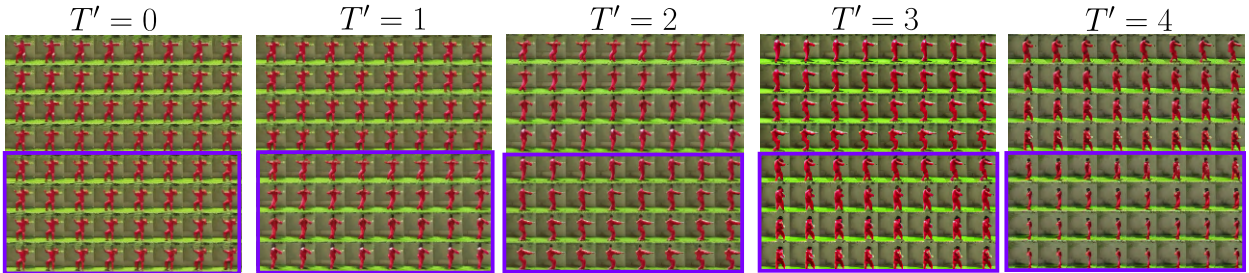 T′ = 0
T′ = 1
T′ = 2
T′ = 3
T′ = 4